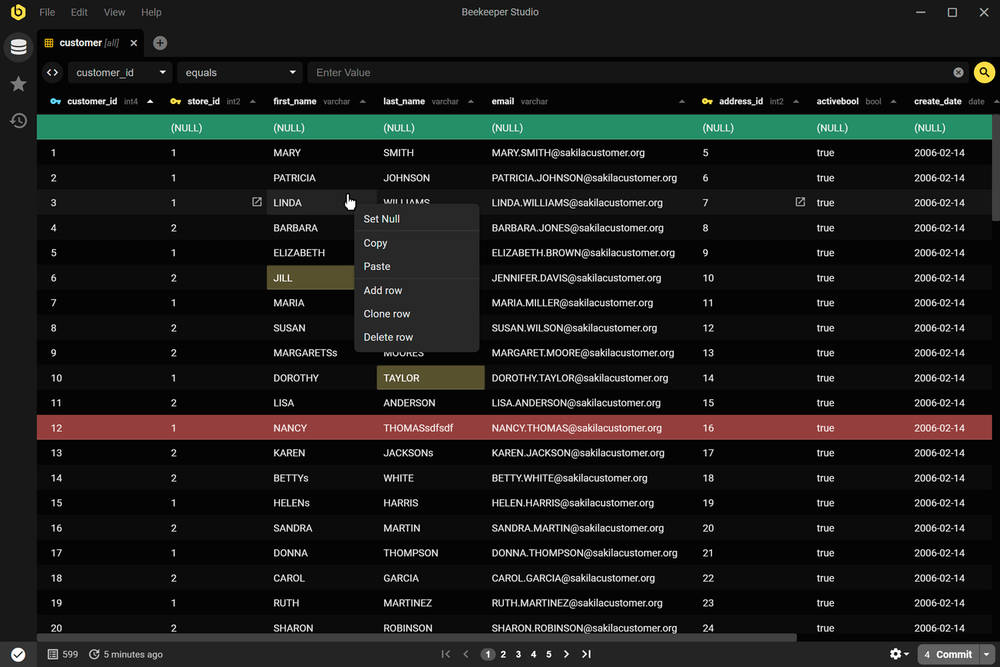 File Edit View Help Beekeeper Studio
customer [all]
customer_id equals Enter Value
customer_id int4 store_id int2 first_name varchar last_name varchar email varchar address_id int2 activebool bool create_date date
(NULL) (NULL) (NULL) (NULL) (NULL) (NULL) (NULL)
1 1 MARY SMITH MARY.SMITH@sakilacustomer.org 5 true 2006-02-14
2 1 PATRICIA JOHNSON PATRICIA.JOHNSON@sakilacustomer.org 6 true 2006-02-14
3 1 LINDA WILLIAMS LINDA.WILLIAMS@sakilacustomer.org 7 true 2006-02-14
Set Null
4 2 BARBARA BARBARA.JONES@sakilacustomer.org 8 true 2006-02-14
Copy
5 1 ELIZABETH ELIZABETH.BROWN@sakilacustomer.org 9 true 2006-02-14
Paste
6 2 JILL JENNIFER.DAVIS@sakilacustomer.org 10 true 2006-02-14
Add row
7 1 MARIA MARIA.MILLER@sakilacustomer.org 11 true 2006-02-14
Clone row
8 2 SUSAN SUSAN.WILSON@sakilacustomer.org 12 true 2006-02-14
Delete row
9 2 MARGARETSs MOORES MARGARET.MOORE@sakilacustomer.org 13 true 2006-02-14
10 1 DOROTHY TAYLOR DOROTHY.TAYLOR@sakilacustomer.org 14 true 2006-02-14
11 2 LISA ANDERSON LISA.ANDERSON@sakilacustomer.org 15 true 2006-02-14
12 1 NANCY THOMASsdfsdf NANCY.THOMAS@sakilacustomer.org 16 true 2006-02-14
13 2 KAREN JACKSONs KAREN.JACKSON@sakilacustomer.org 17 true 2006-02-14
14 2 BETTYs WHITE BETTY.WHITE@sakilacustomer.org 18 true 2006-02-14
15 1 HELENs HARRIS HELEN.HARRIS@sakilacustomer.org 19 true 2006-02-14
16 2 SANDRA MARTIN SANDRA.MARTIN@sakilacustomer.org 20 true 2006-02-14
17 1 DONNA THOMPSON DONNA.THOMPSON@sakilacustomer.org 21 true 2006-02-14
18 2 CAROL GARCIA CAROL.GARCIA@sakilacustomer.org 22 true 2006-02-14
19 1 RUTH MARTINEZ RUTH.MARTINEZ@sakilacustomer.org 23 true 2006-02-14
20 2 SHARON ROBINSON SHARON.ROBINSON@sakilacustomer.org 24 true 2006-02-14
599 5 minutes ago 1 2 3 4 5 4 Commit